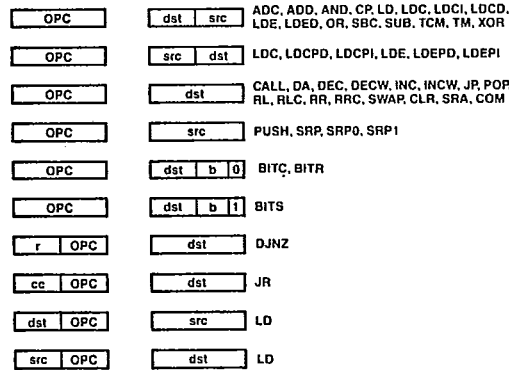 OPC dst src ADC, ADD, AND, CP, LD, LDC, LDCI, LDCD,
LDE, LDED, OR, SBC, SUB, TCM, TM, XOR
OPC src dst LDC, LDCPD, LDCPI, LDE, LDEPD, LDEPI
OPC dst CALL, DA, DEC, DECW, INC, INCW, JP, POP
RL, RLC, RR, RRC, SWAP, CLR, SRA, COM
OPC src PUSH, SRP, SRP0, SRP1
OPC dst b 0 BITC, BITR
OPC dst b 1 BITS
r OPC dst DJNZ
cc OPC dst JR
dst OPC src LD
src OPC dst LD